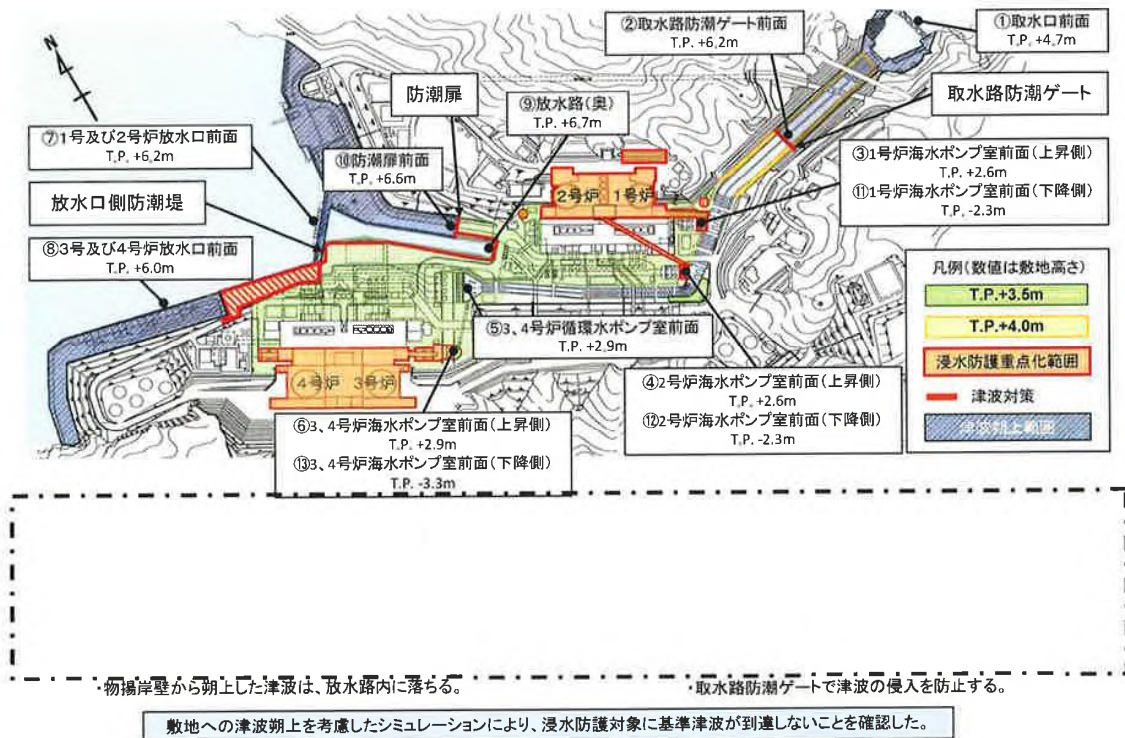 ②取水路防潮ゲート前面
T.P. +6.2m
①取水口前面
T.P. +4.7m
N
防潮扉
⑨放水路(奥)
T.P. +6.7m
取水路防潮ゲート
⑦1号及び2号炉放水口前面
T.P. +6.2m
⑩防潮扉前面
T.P. +6.6m
③1号炉海水ポンプ室前面(上昇側)
T.P. +2.6m
⑪1号炉海水ポンプ室前面(下降側)
T.P. -2.3m
2号炉
1号炉
放水口側防潮堤
⑧3号及び4号炉放水口前面
T.P. +6.0m
凡例(数値は敷地高さ)
T.P.+3.5m
T.P.+4.0m
浸水防護重点化範囲
津波対策
津波朔上範囲
⑤3、4号炉循環水ポンプ室前面
T.P. +2.9m
4号炉
3号炉
④2号炉海水ポンプ室前面(上昇側)
T.P. +2.6m
⑫2号炉海水ポンプ室前面(下降側)
T.P. -2.3m
⑥3、4号炉海水ポンプ室前面(上昇側)
T.P. +2.9m
⑬3、4号炉海水ポンプ室前面(下降側)
T.P. -3.3m
・物揚岸壁から朔上した津波は、放水路内に落ちる。
・取水路防潮ゲートで津波の侵入を防止する。
敷地への津波朔上を考慮したシミュレーションにより、浸水防護対象に基準津波が到達しないことを確認した。